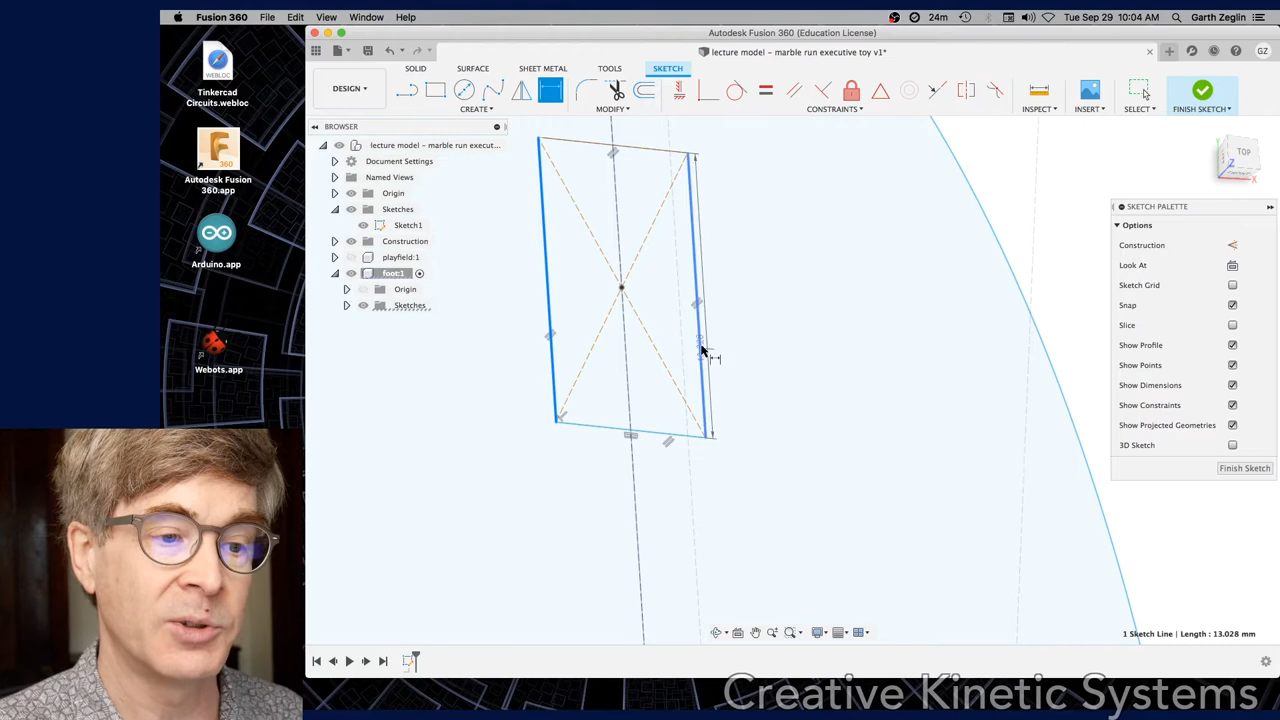 Fusion 360 File Edit View Window Help
24m Tue Sep 29 10:04 AM Garth Zeglin
Autodesk Fusion 360 (Education License)
lecture model – marble run executive toy v1*
GZ
SOLID SURFACE SHEET METAL TOOLS SKETCH
DESIGN
CREATE MODIFY CONSTRAINTS INSPECT INSERT SELECT FINISH SKETCH
BROWSER
lecture model – marble run execut...
Document Settings
Named Views
Origin
Sketches
Sketch1
Construction
playfield:1
foot:1
Origin
Sketches
TOP
Z
X
SKETCH PALETTE
Options
Construction
Look At
Sketch Grid
Snap
Slice
Show Profile
Show Points
Show Dimensions
Show Constraints
Show Projected Geometries
3D Sketch
Finish Sketch
1 Sketch Line | Length : 13.028 mm
WEBLOC
Tinkercad
Circuits.webloc
360
Autodesk Fusion
360.app
Arduino.app
Webots.app
Creative Kinetic Systems